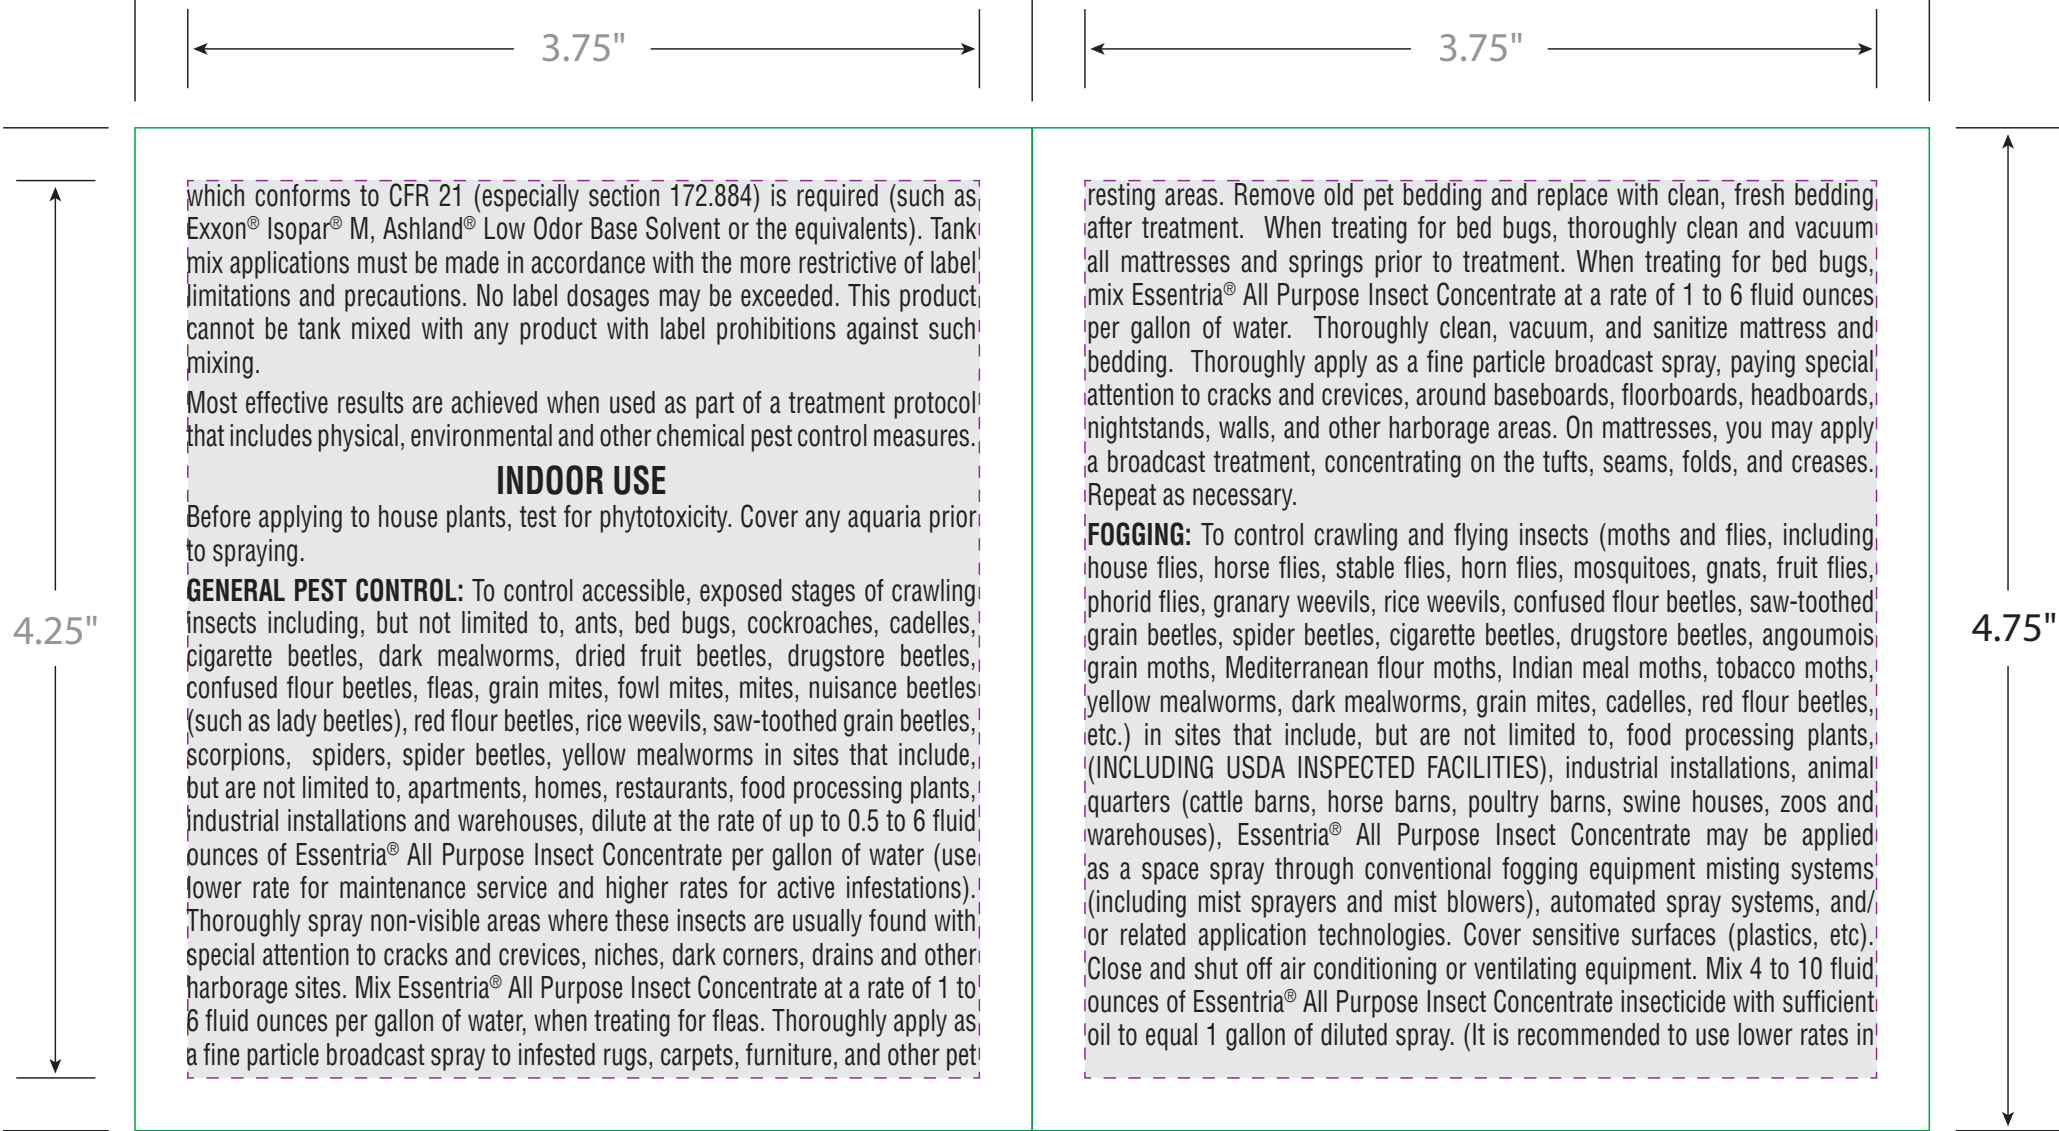 3.75"
3.75"
4.25"
4.75"
which conforms to CFR 21 (especially section 172.884) is required (such as
Exxon® Isopar® M, Ashland® Low Odor Base Solvent or the equivalents). Tank
mix applications must be made in accordance with the more restrictive of label
limitations and precautions. No label dosages may be exceeded. This product
cannot be tank mixed with any product with label prohibitions against such
mixing.
Most effective results are achieved when used as part of a treatment protocol
that includes physical, environmental and other chemical pest control measures.
INDOOR USE
Before applying to house plants, test for phytotoxicity. Cover any aquaria prior
to spraying.
GENERAL PEST CONTROL: To control accessible, exposed stages of crawling
insects including, but not limited to, ants, bed bugs, cockroaches, cadelles,
cigarette beetles, dark mealworms, dried fruit beetles, drugstore beetles,
confused flour beetles, fleas, grain mites, fowl mites, mites, nuisance beetles
(such as lady beetles), red flour beetles, rice weevils, saw-toothed grain beetles,
scorpions, spiders, spider beetles, yellow mealworms in sites that include,
but are not limited to, apartments, homes, restaurants, food processing plants,
industrial installations and warehouses, dilute at the rate of up to 0.5 to 6 fluid
ounces of Essentria® All Purpose Insect Concentrate per gallon of water (use
lower rate for maintenance service and higher rates for active infestations).
Thoroughly spray non-visible areas where these insects are usually found with
special attention to cracks and crevices, niches, dark corners, drains and other
harborage sites. Mix Essentria® All Purpose Insect Concentrate at a rate of 1 to
6 fluid ounces per gallon of water, when treating for fleas. Thoroughly apply as
a fine particle broadcast spray to infested rugs, carpets, furniture, and other pet
resting areas. Remove old pet bedding and replace with clean, fresh bedding
after treatment. When treating for bed bugs, thoroughly clean and vacuum
all mattresses and springs prior to treatment. When treating for bed bugs,
mix Essentria® All Purpose Insect Concentrate at a rate of 1 to 6 fluid ounces
per gallon of water. Thoroughly clean, vacuum, and sanitize mattress and
bedding. Thoroughly apply as a fine particle broadcast spray, paying special
attention to cracks and crevices, around baseboards, floorboards, headboards,
nightstands, walls, and other harborage areas. On mattresses, you may apply
a broadcast treatment, concentrating on the tufts, seams, folds, and creases.
Repeat as necessary.
FOGGING: To control crawling and flying insects (moths and flies, including
house flies, horse flies, stable flies, horn flies, mosquitoes, gnats, fruit flies,
phorid flies, granary weevils, rice weevils, confused flour beetles, saw-toothed
grain beetles, spider beetles, cigarette beetles, drugstore beetles, angoumois
grain moths, Mediterranean flour moths, Indian meal moths, tobacco moths,
yellow mealworms, dark mealworms, grain mites, cadelles, red flour beetles,
etc.) in sites that include, but are not limited to, food processing plants,
(INCLUDING USDA INSPECTED FACILITIES), industrial installations, animal
quarters (cattle barns, horse barns, poultry barns, swine houses, zoos and
warehouses), Essentria® All Purpose Insect Concentrate may be applied
as a space spray through conventional fogging equipment misting systems
(including mist sprayers and mist blowers), automated spray systems, and/
or related application technologies. Cover sensitive surfaces (plastics, etc).
Close and shut off air conditioning or ventilating equipment. Mix 4 to 10 fluid
ounces of Essentria® All Purpose Insect Concentrate insecticide with sufficient
oil to equal 1 gallon of diluted spray. (It is recommended to use lower rates in